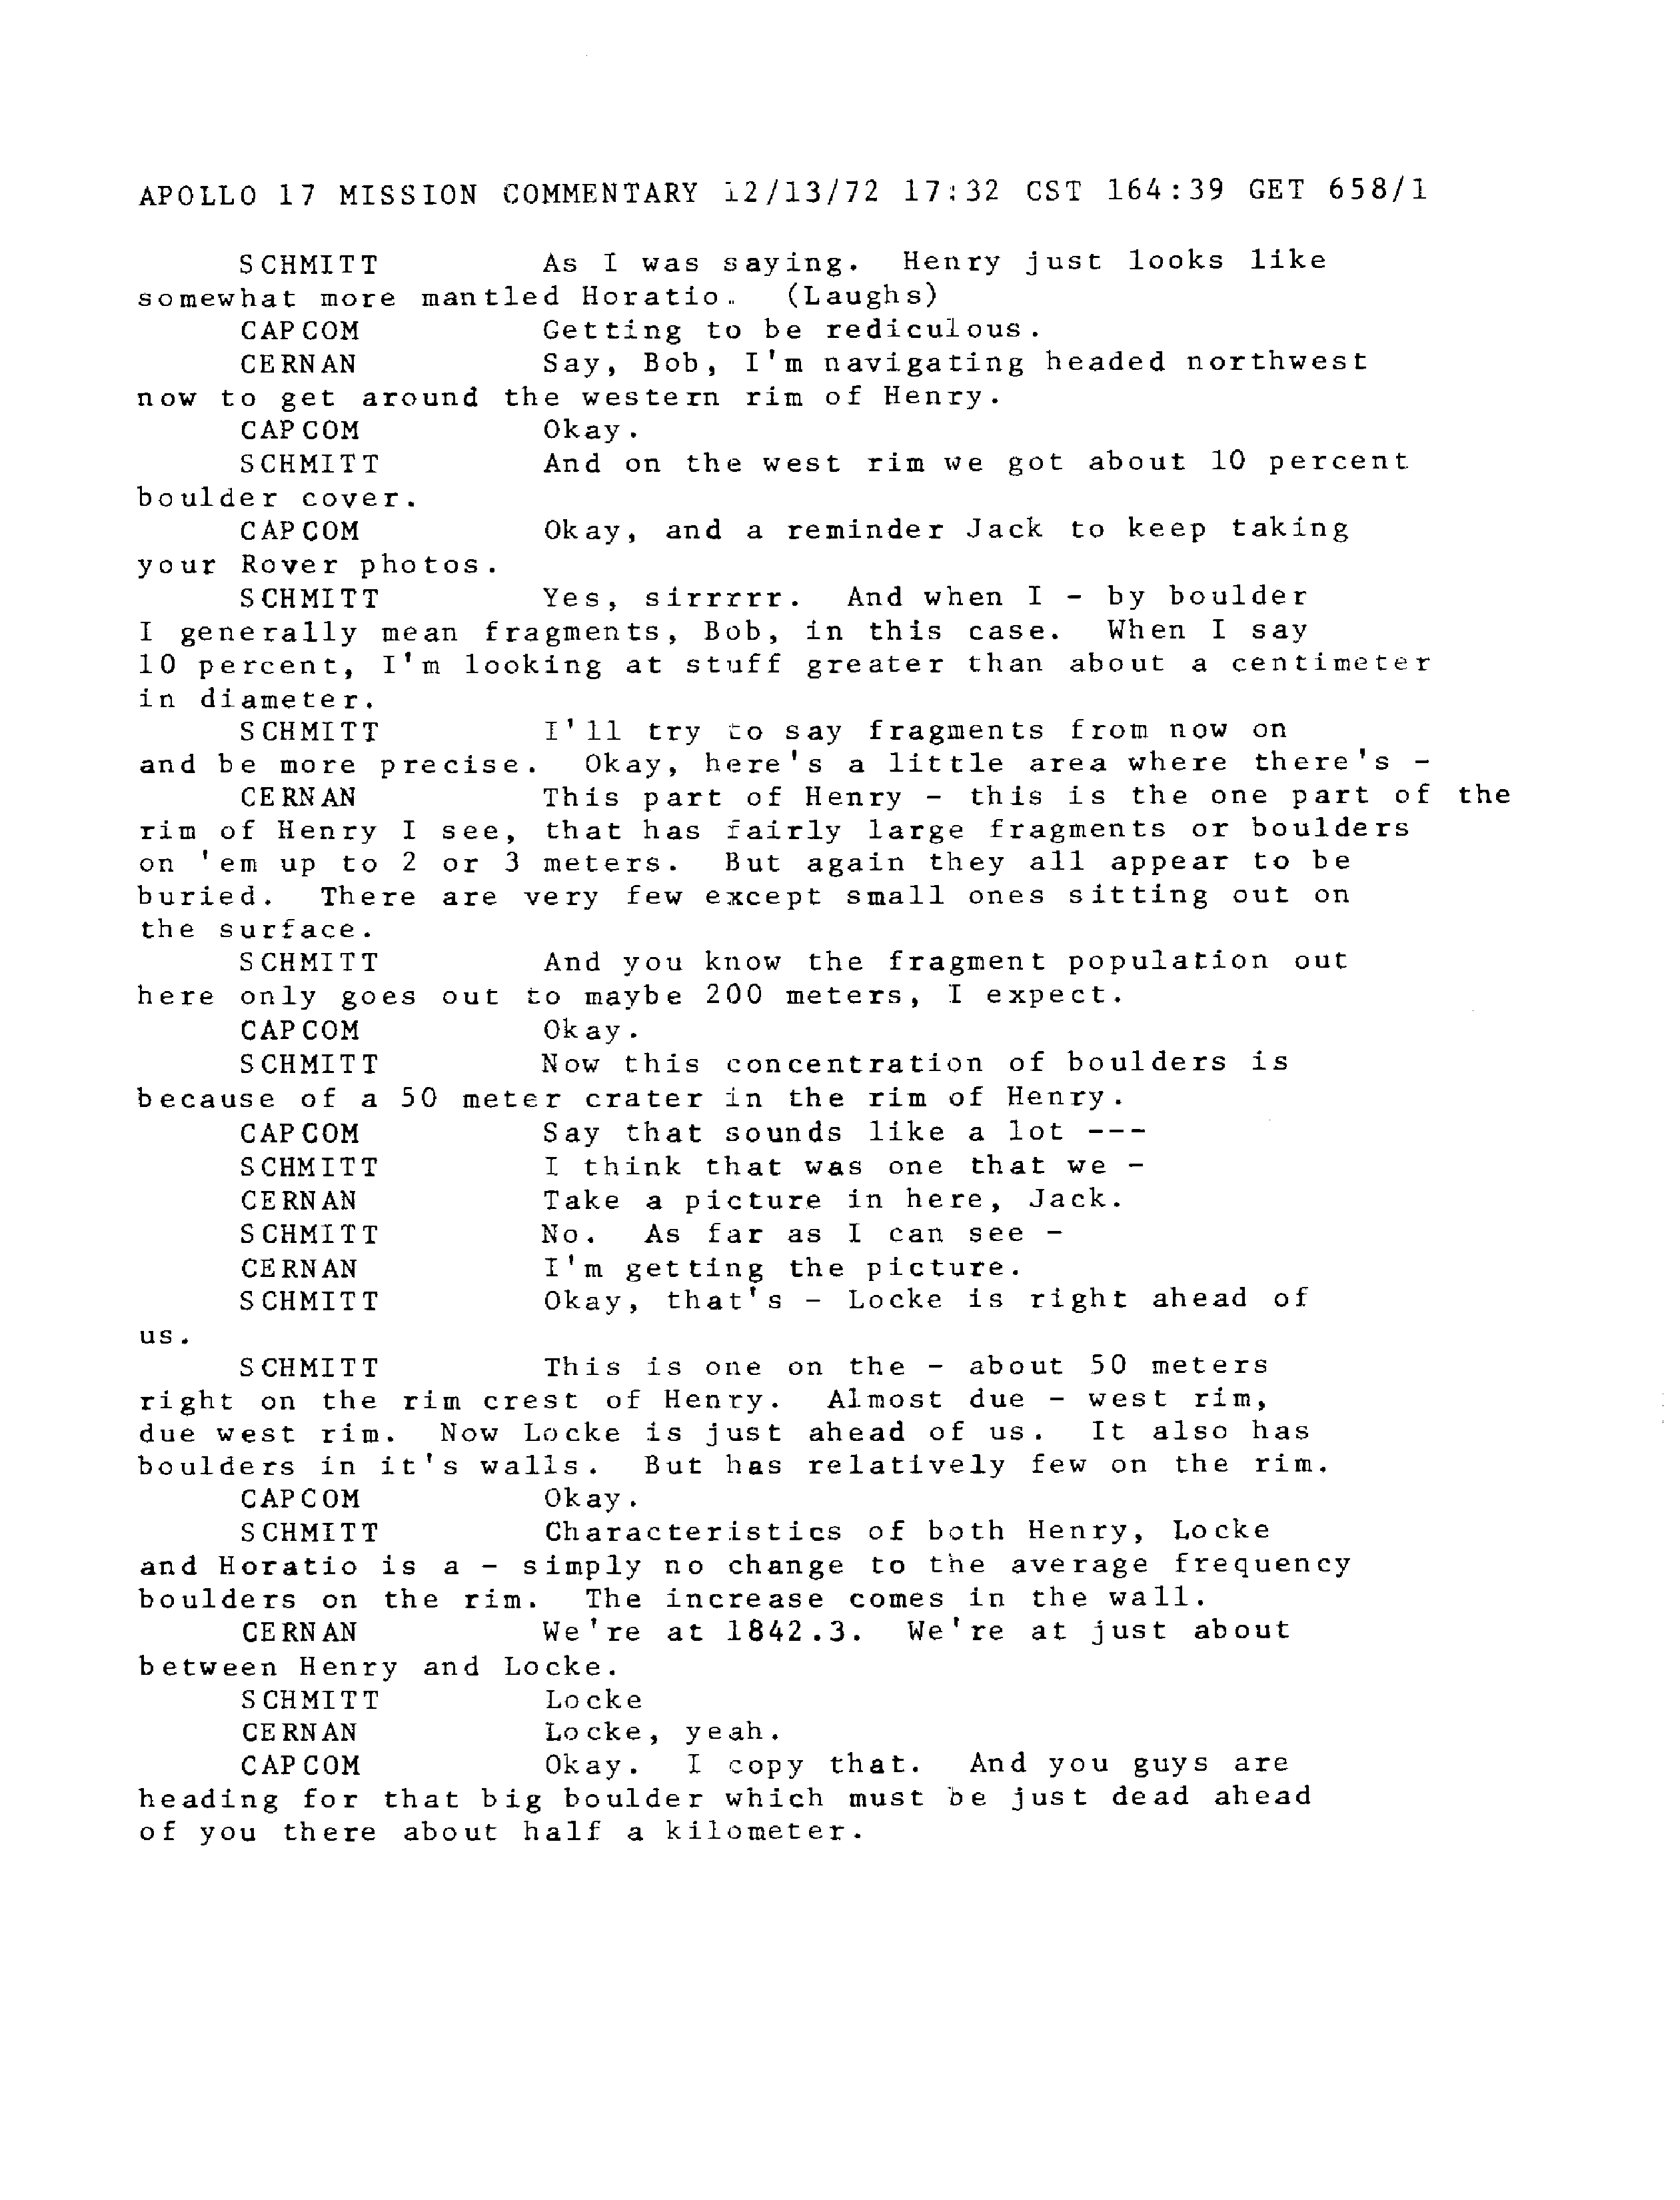 APOLLO 17 MISSION COMMENTARY 12/13/72 17:32 CST 164:39 GET 658/1
SCHMITT As I was saying. Henry just looks like
somewhat more mantled Horatio. (Laughs)
CAPCOM Getting to be rediculous.
CERNAN Say, Bob, I'm navigating headed northwest
now to get around the western rim of Henry.
CAPCOM Okay.
SCHMITT And on the west rim we got about 10 percent
boulder cover.
CAPCOM Okay, and a reminder Jack to keep taking
your Rover photos.
SCHMITT Yes, sirrrrr. And when I - by boulder
I generally mean fragments, Bob, in this case. When I say
10 percent, I'm looking at stuff greater than about a centimeter
in diameter.
SCHMITT I'll try to say fragments from now on
and be more precise. Okay, here's a little area where there's -
CERNAN This part of Henry - this is the one part of the
rim of Henry I see, that has fairly large fragments or boulders
on 'em up to 2 or 3 meters. But again they all appear to be
buried. There are very few except small ones sitting out on
the surface.
SCHMITT And you know the fragment population out
here only goes out to maybe 200 meters, I expect.
CAPCOM Okay.
SCHMITT Now this concentration of boulders is
because of a 50 meter crater in the rim of Henry.
CAPCOM Say that sounds like a lot ---
SCHMITT I think that was one that we -
CERNAN Take a picture in here, Jack.
SCHMITT No. As far as I can see -
CERNAN I'm getting the picture.
SCHMITT Okay, that's - Locke is right ahead of
us.
SCHMITT This is one on the - about 50 meters
right on the rim crest of Henry. Almost due - west rim,
due west rim. Now Locke is just ahead of us. It also has
boulders in it's walls. But has relatively few on the rim.
CAPCOM Okay.
SCHMITT Characteristics of both Henry, Locke
and Horatio is a - simply no change to the average frequency
boulders on the rim. The increase comes in the wall.
CERNAN We're at 1842.3. We're at just about
between Henry and Locke.
SCHMITT Locke
CERNAN Locke, yeah.
CAPCOM Okay. I copy that. And you guys are
heading for that big boulder which must be just dead ahead
of you there about half a kilometer.